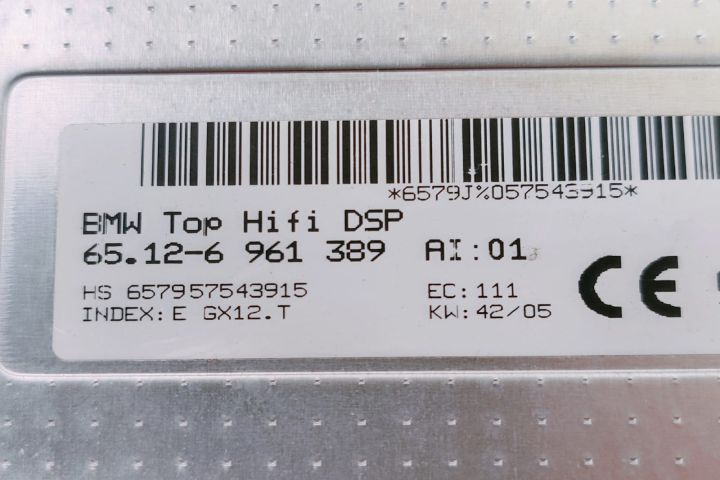 *6579J%057543915*
BMW Top Hifi DSP
65.12-6 961 389 AI:01
HS 657957543915 EC:111
INDEX:E GX12.T KW:42/05
CE